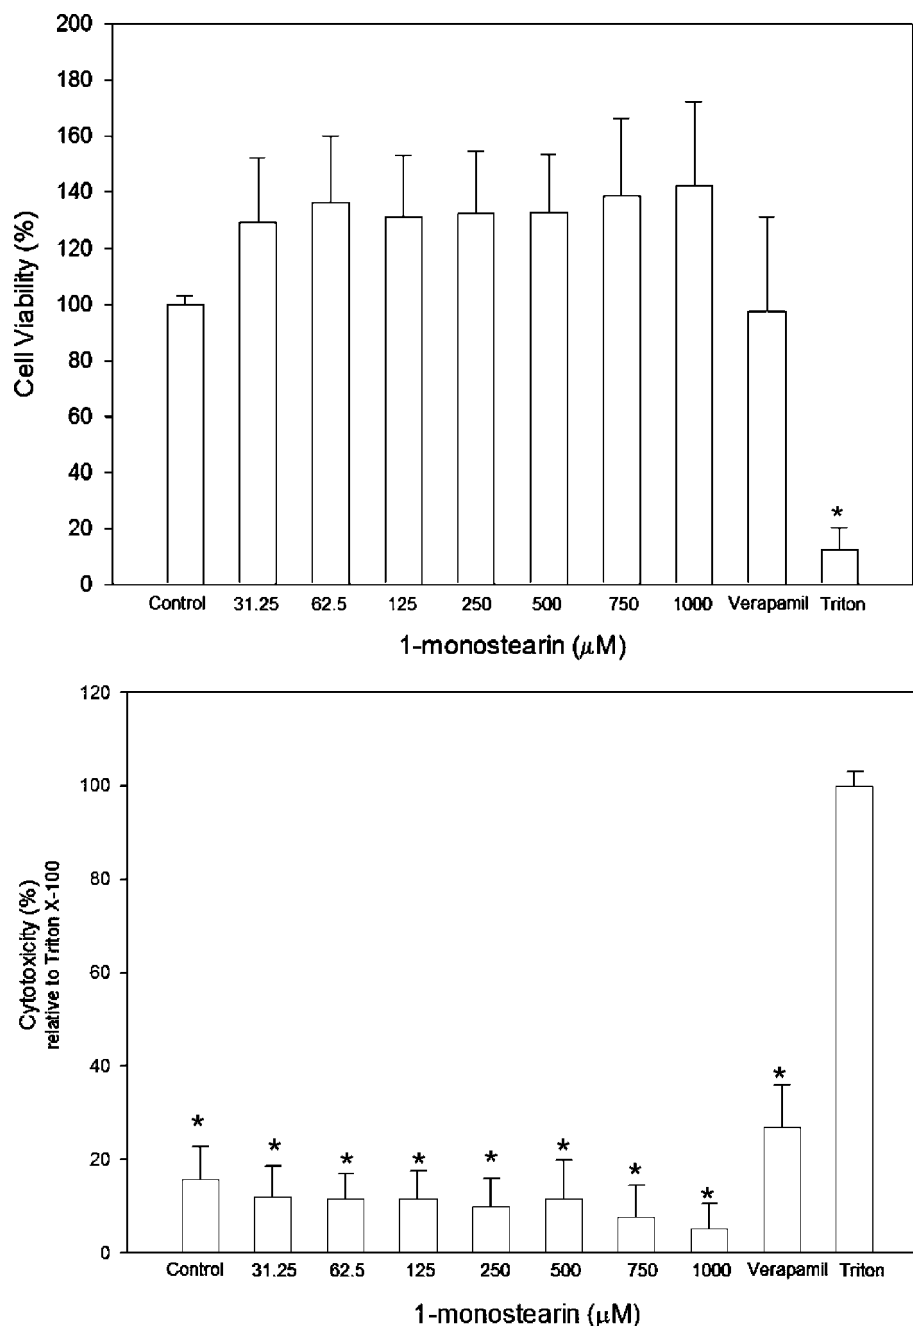 200
180
160
140
120
100
80
60
40
20
0
Cell Viability (%)
*
Control 31.25 62.5 125 250 500 750 1000 Verapamil Triton
1-monostearin (μM)
120
100
80
60
40
20
0
Cytotoxicity (%)
relative to Triton X-100
* * * * * * * * *
Control 31.25 62.5 125 250 500 750 1000 Verapamil Triton
1-monostearin (μM)